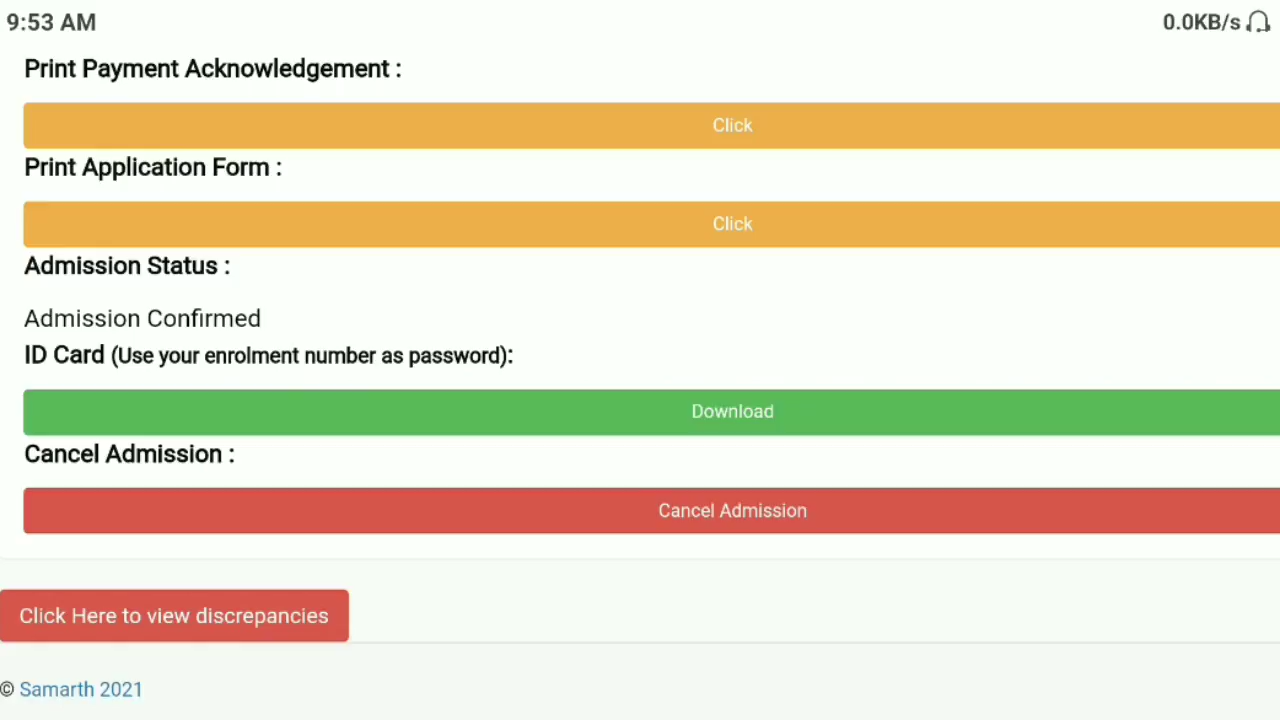 9:53 AM 0.0KB/s
Print Payment Acknowledgement :
Click
Print Application Form :
Click
Admission Status :
Admission Confirmed
ID Card (Use your enrolment number as password):
Download
Cancel Admission :
Cancel Admission
Click Here to view discrepancies
© Samarth 2021